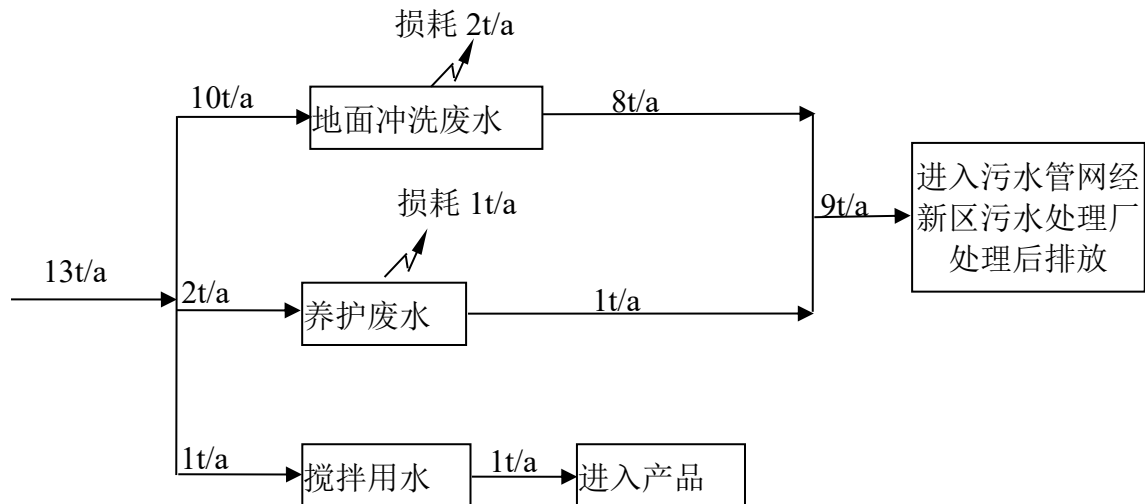 损耗 2t/a
10t/a
地面冲洗废水
8t/a
进入污水管网经
新区污水处理厂
处理后排放
损耗 1t/a
9t/a
13t/a
2t/a
养护废水
1t/a
1t/a
搅拌用水
1t/a
进入产品